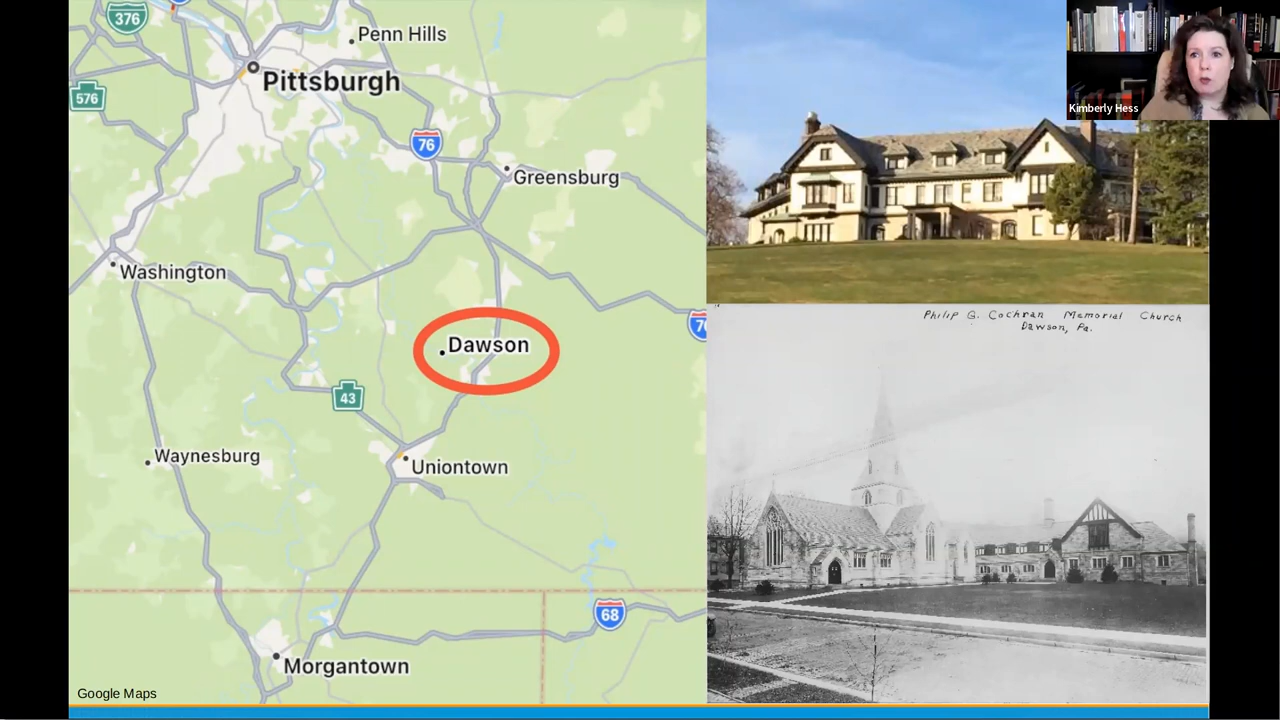 376
Penn Hills
Pittsburgh
576
76
Greensburg
Washington
70
Dawson
43
Waynesburg
Uniontown
68
Morgantown
Google Maps
Kimberly Hess
Philip G. Cochran Memorial Church
Dawson, Pa.